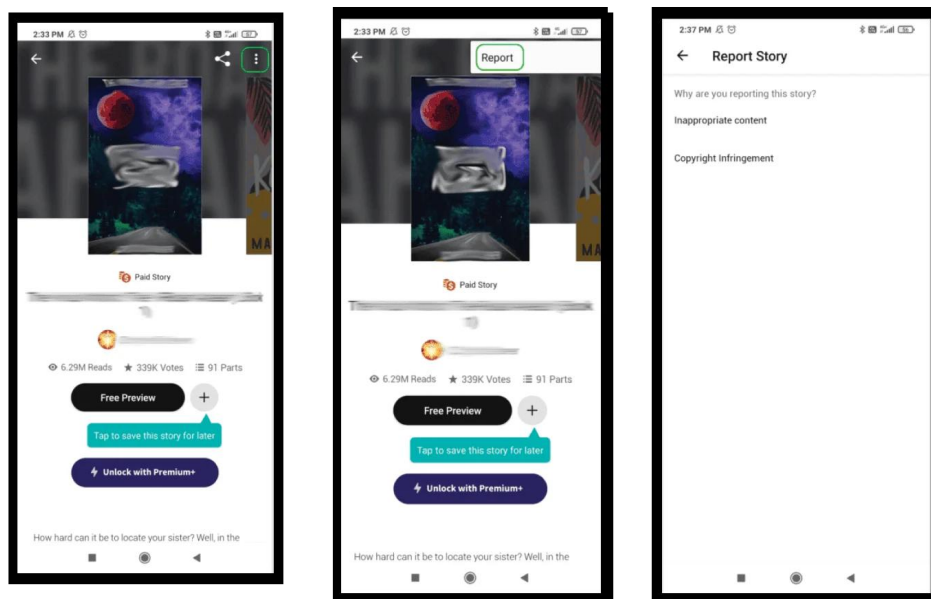 2:33 PM
57
Paid Story
6.29M Reads
339K Votes
91 Parts
Free Preview
+
Tap to save this story for later
Unlock with Premium+
How hard can it be to locate your sister? Well, in the
2:33 PM
57
Report
Paid Story
6.29M Reads
339K Votes
91 Parts
Free Preview
+
Tap to save this story for later
Unlock with Premium+
How hard can it be to locate your sister? Well, in the
2:37 PM
56
Report Story
Why are you reporting this story?
Inappropriate content
Copyright Infringement